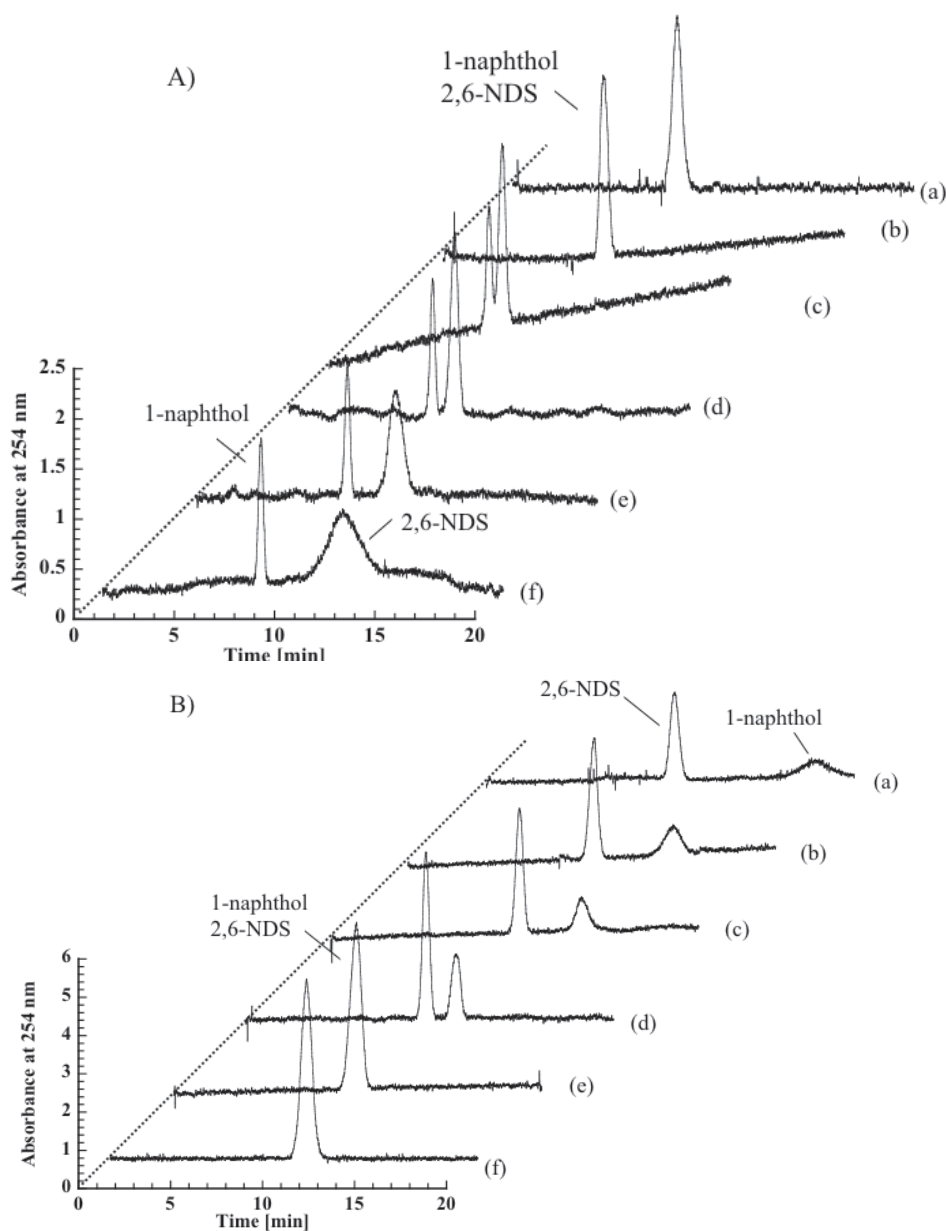 A)
1-naphthol
2,6-NDS
(a)
(b)
(c)
(d)
(e)
(f)
1-naphthol
2,6-NDS
Absorbance at 254 nm
2.5
2
1.5
1
0.5
0
0 5 10 15 20
Time [min]
B)
2,6-NDS
1-naphthol
(a)
(b)
(c)
(d)
(e)
(f)
1-naphthol
2,6-NDS
Absorbance at 254 nm
6
5
4
3
2
1
0
0 5 10 15 20
Time [min]